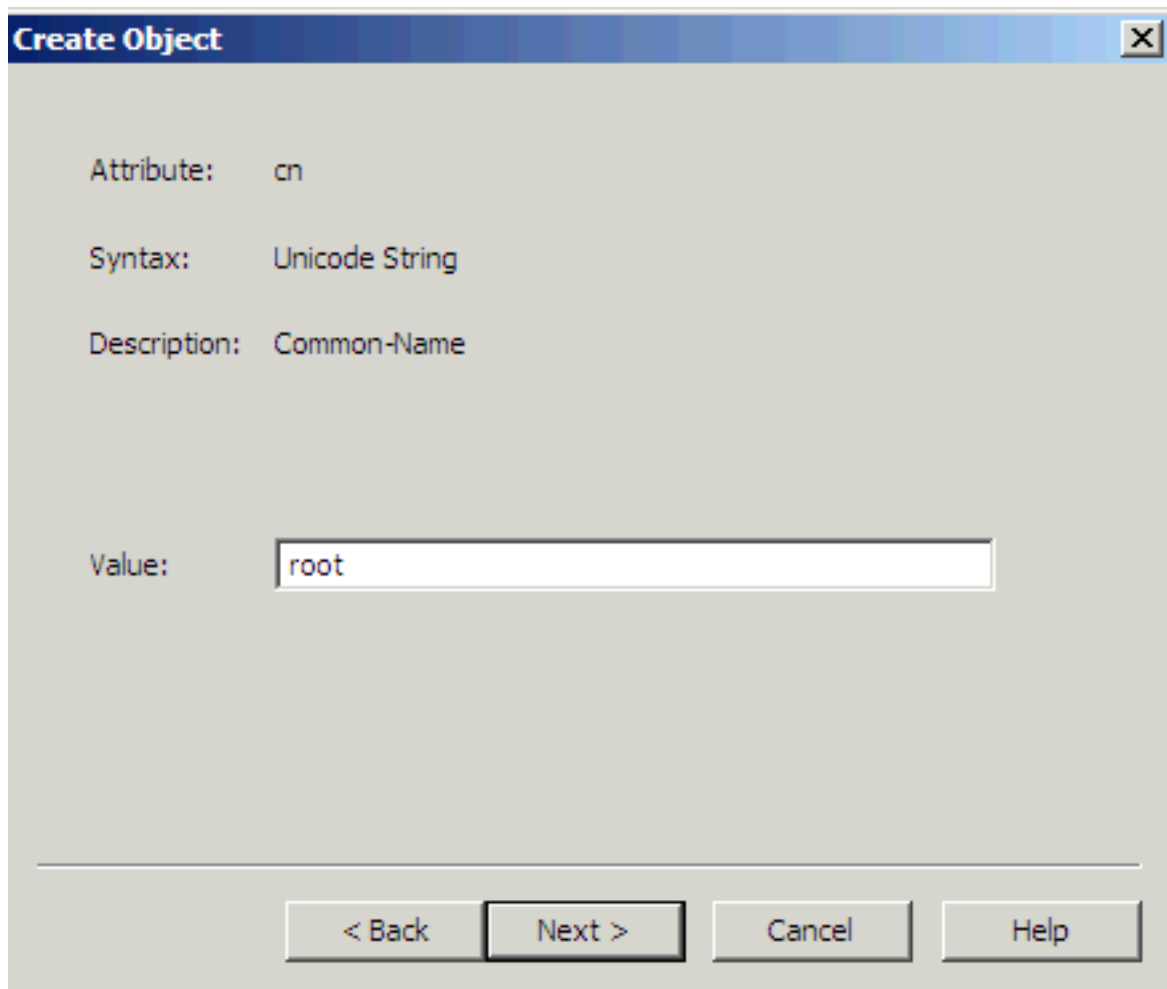 Create Object
Attribute: cn
Syntax: Unicode String
Description: Common-Name
Value: root
< Back Next > Cancel Help